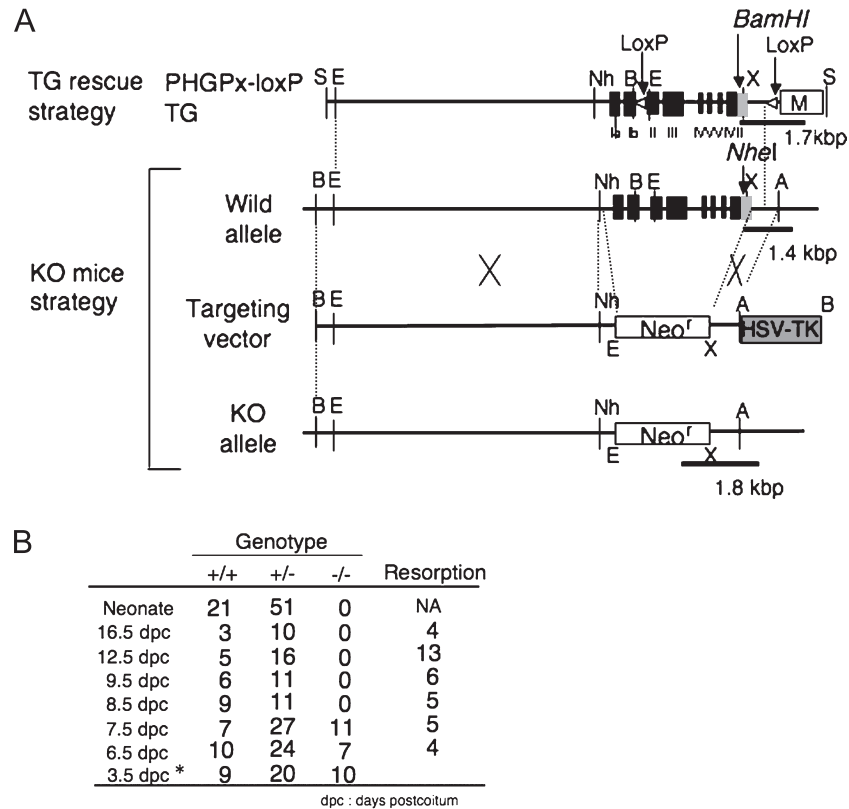 A
BamHI
LoxP LoxP
TG rescue strategy PHGPx-loxP TG
S E Nh B E X S
M
Ia Ib II III IV V VI VII
1.7kbp
NheI
B E Nh B E X A
Wild allele
1.4 kbp
KO mice strategy
Targeting vector
B E Nh A B
Neor HSV-TK
E X
KO allele
B E Nh A
Neor
E X
1.8 kbp
B
Genotype
+/+ +/- -/- Resorption
Neonate 21 51 0 NA
16.5 dpc 3 10 0 4
12.5 dpc 5 16 0 13
9.5 dpc 6 11 0 6
8.5 dpc 9 11 0 5
7.5 dpc 7 27 11 5
6.5 dpc 10 24 7 4
3.5 dpc * 9 20 10
dpc : days postcoitum